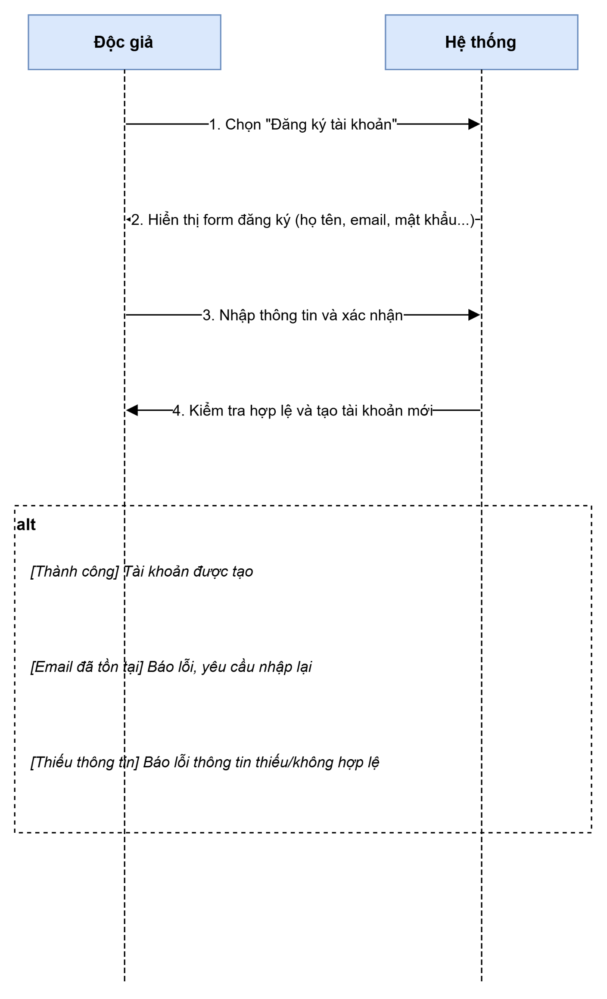 Độc giả
Hệ thống
1. Chọn "Đăng ký tài khoản"
2. Hiển thị form đăng ký (họ tên, email, mật khẩu...)
3. Nhập thông tin và xác nhận
4. Kiểm tra hợp lệ và tạo tài khoản mới
alt
[Thành công] Tài khoản được tạo
[Email đã tồn tại] Báo lỗi, yêu cầu nhập lại
[Thiếu thông tin] Báo lỗi thông tin thiếu/không hợp lệ